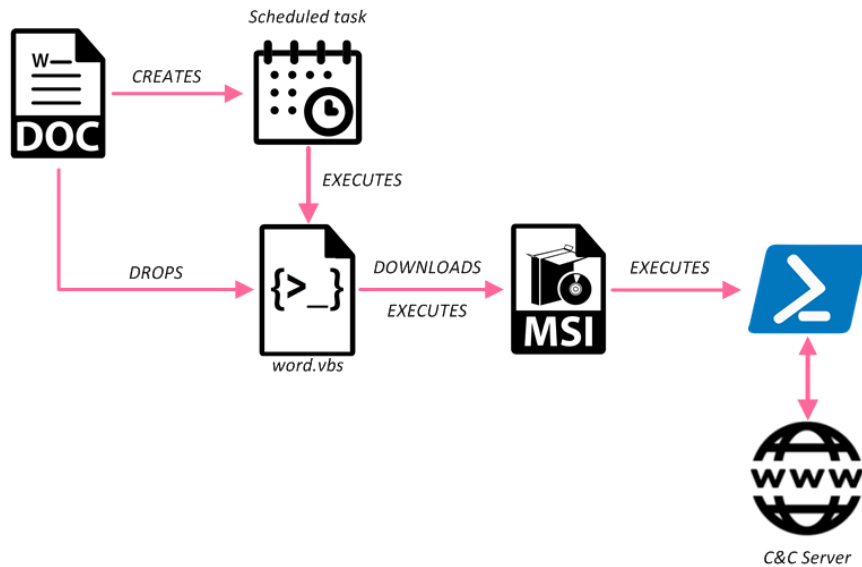 Scheduled task
W
DOC
CREATES
EXECUTES
DROPS
{>_}
DOWNLOADS
EXECUTES
word.vbs
MSI
EXECUTES
WWW
C&C Server